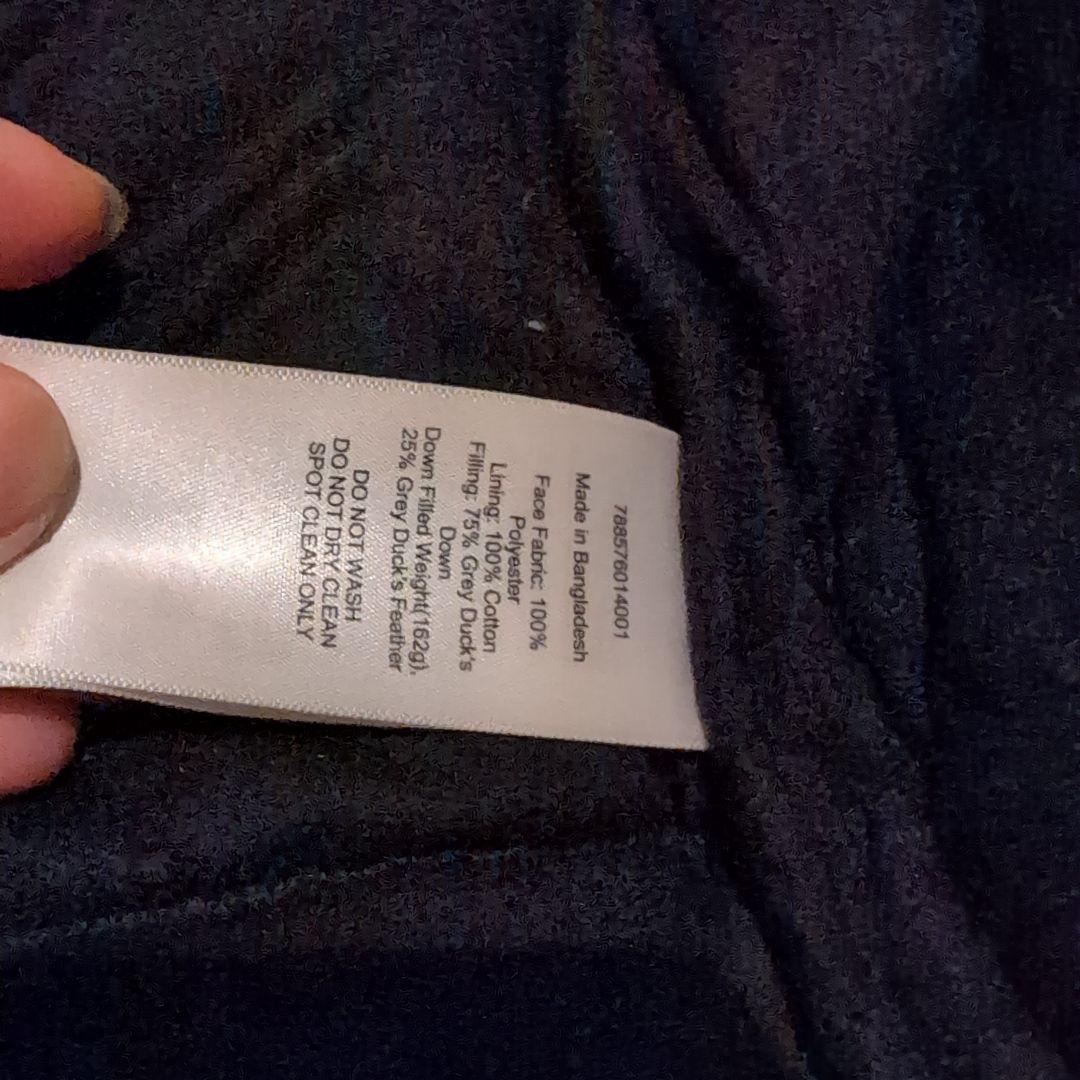 788576014001
Made in Bangladesh
Face Fabric: 100%
Polyester
Lining: 100% Cotton
Filling: 75% Grey Duck's
Down
Down Filled Weight(162g),
25% Grey Duck's Feather
DO NOT WASH
DO NOT DRY CLEAN
SPOT CLEAN ONLY